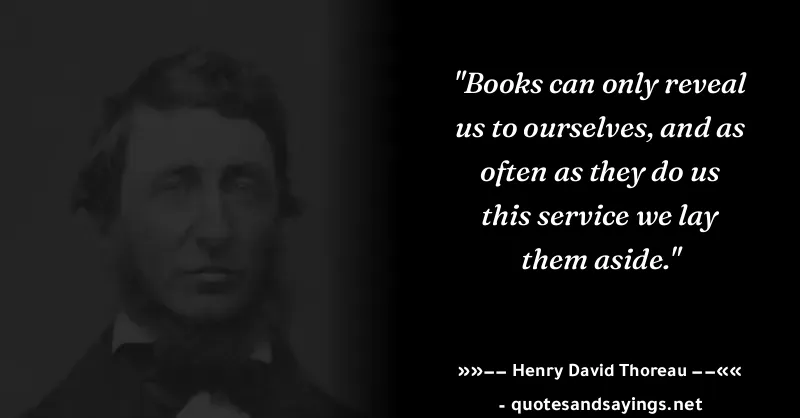 "Books can only reveal
us to ourselves, and as
often as they do us
this service we lay
them aside."
»»–– Henry David Thoreau ––««
- quotesandsayings.net